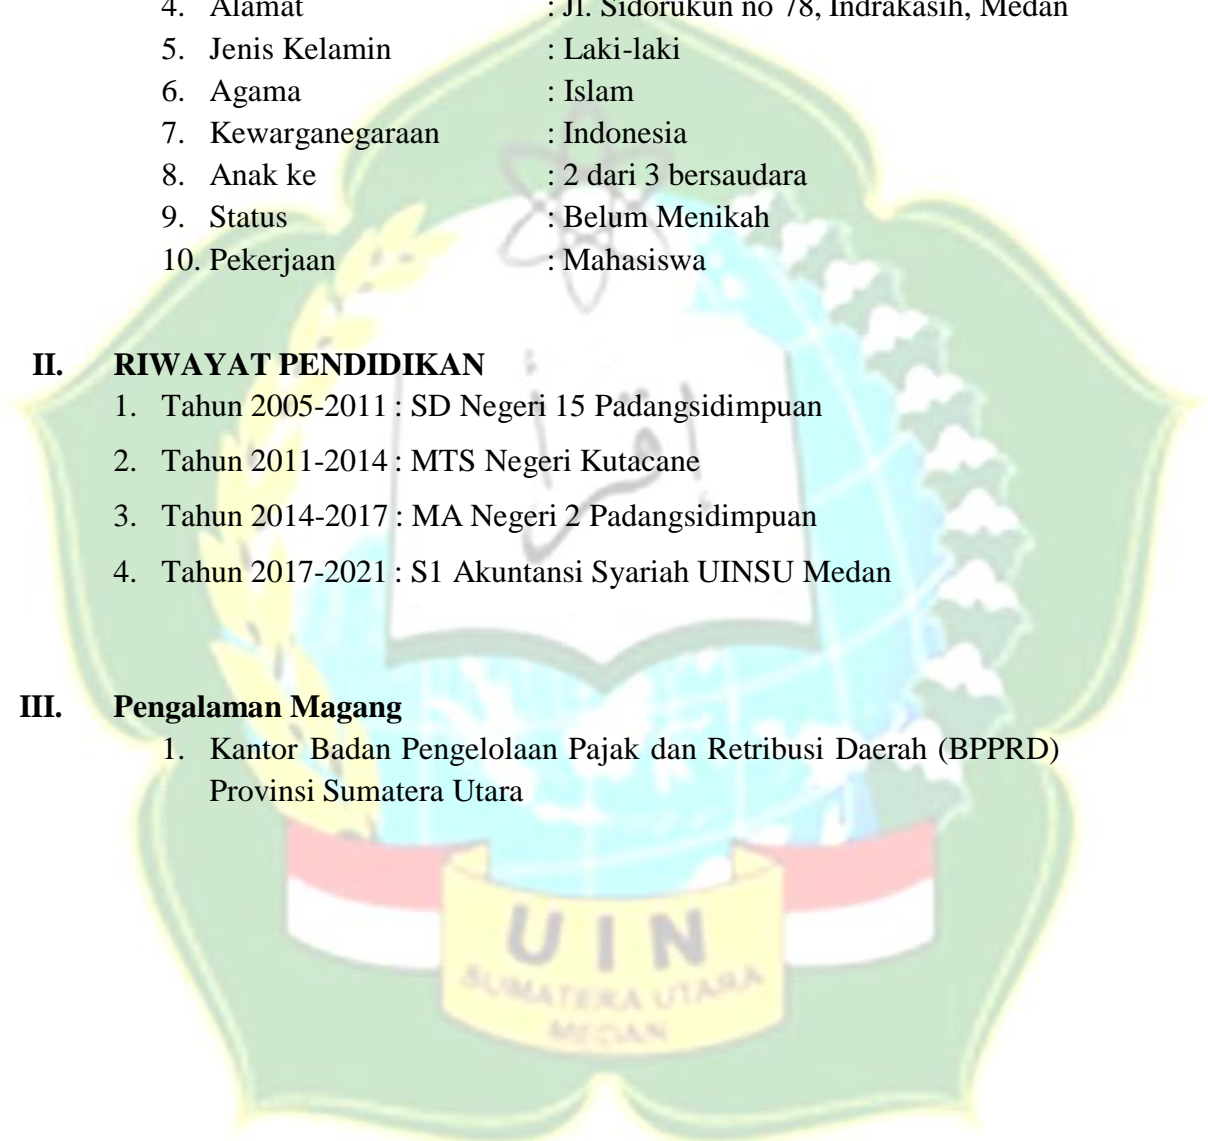 4. Alamat : Jl. Sidorukun no 78, Indrakasih, Medan
5. Jenis Kelamin : Laki-laki
6. Agama : Islam
7. Kewarganegaraan : Indonesia
8. Anak ke : 2 dari 3 bersaudara
9. Status : Belum Menikah
10. Pekerjaan : Mahasiswa
II. RIWAYAT PENDIDIKAN
1. Tahun 2005-2011 : SD Negeri 15 Padangsidimpuan
2. Tahun 2011-2014 : MTS Negeri Kutacane
3. Tahun 2014-2017 : MA Negeri 2 Padangsidimpuan
4. Tahun 2017-2021 : S1 Akuntansi Syariah UINSU Medan
إقرأ
III. Pengalaman Magang
1. Kantor Badan Pengelolaan Pajak dan Retribusi Daerah (BPPRD)
Provinsi Sumatera Utara
UIN
SUMATERA UTARA
MEDAN